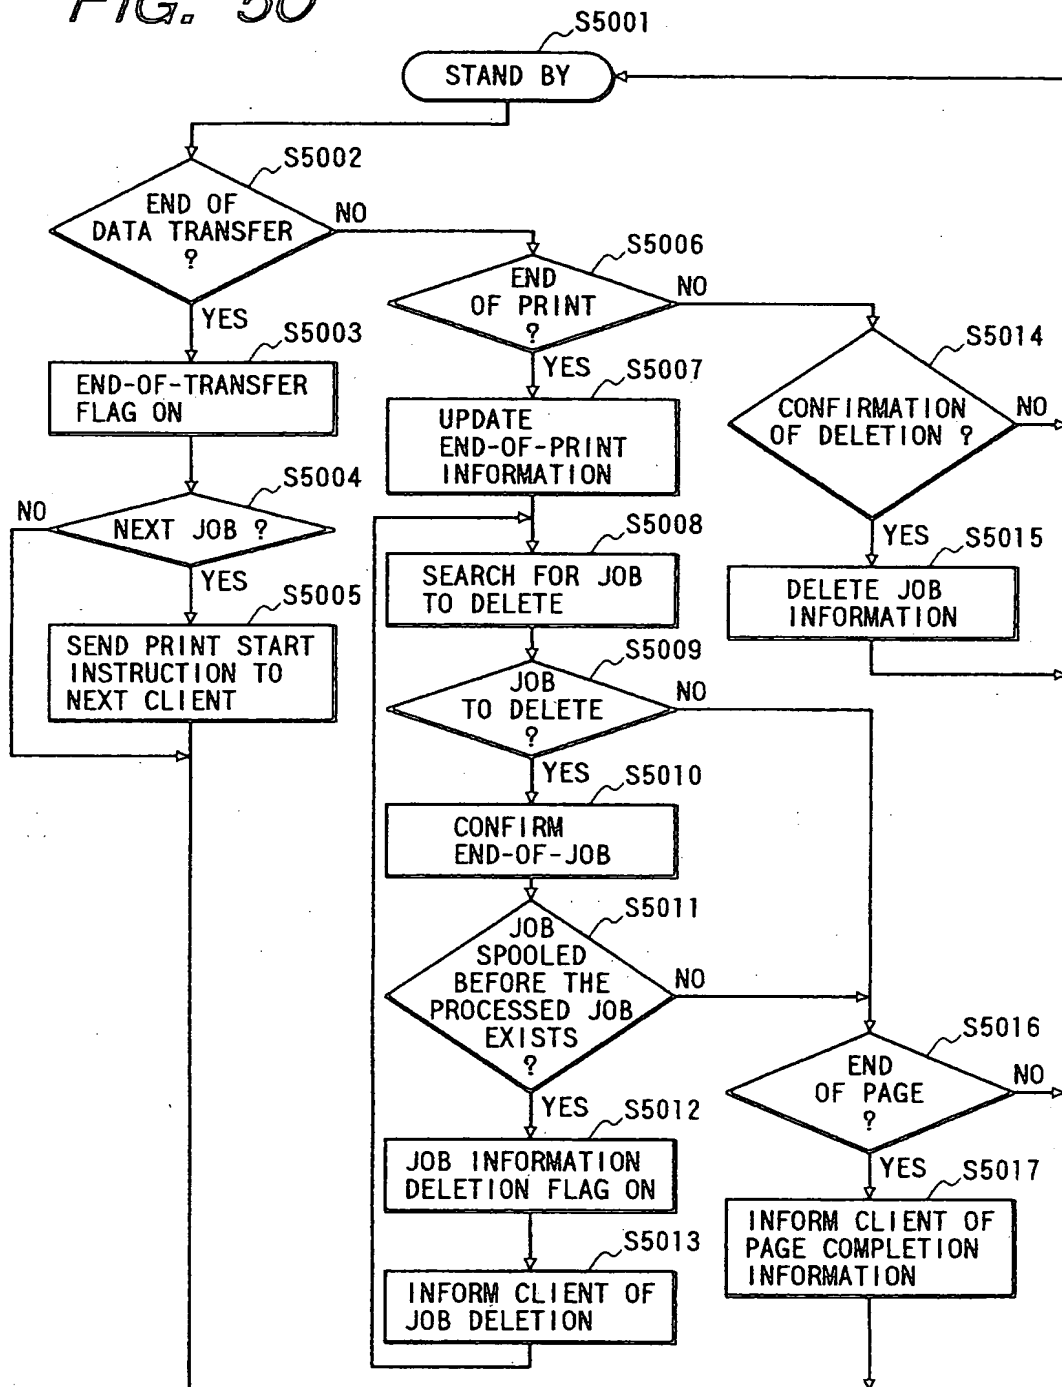 FIG. 50
S5001
STAND BY
S5002
END OF
DATA TRANSFER
?
NO
YES
S5003
END-OF-TRANSFER
FLAG ON
S5004
NO
NEXT JOB ?
YES
S5005
SEND PRINT START
INSTRUCTION TO
NEXT CLIENT
S5006
END
OF PRINT
?
NO
YES
S5007
UPDATE
END-OF-PRINT
INFORMATION
S5008
SEARCH FOR JOB
TO DELETE
S5009
JOB
TO DELETE
?
NO
YES
S5010
CONFIRM
END-OF-JOB
S5011
JOB
SPOOLED
BEFORE THE
PROCESSED JOB
EXISTS
?
NO
YES
S5012
JOB INFORMATION
DELETION FLAG ON
S5013
INFORM CLIENT OF
JOB DELETION
S5014
CONFIRMATION
OF DELETION ?
NO
YES
S5015
DELETE JOB
INFORMATION
S5016
END
OF PAGE
?
NO
YES
S5017
INFORM CLIENT OF
PAGE COMPLETION
INFORMATION